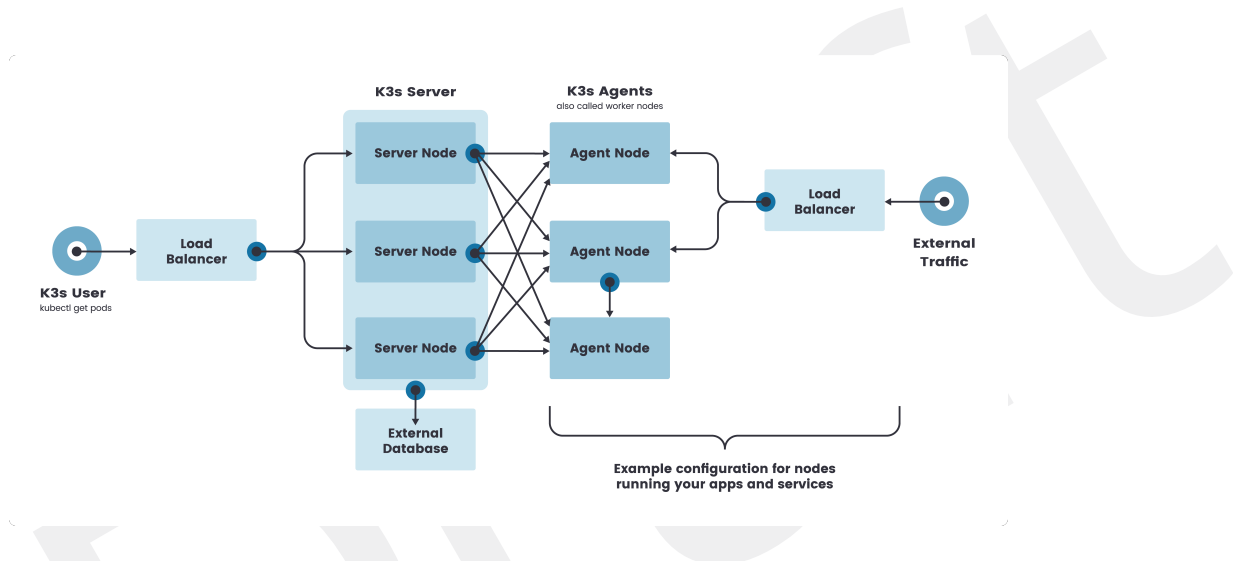 K3s Server
K3s Agents
also called worker nodes
Server Node
Agent Node
Load
Balancer
External
Traffic
Load
Balancer
K3s User
kubectl get pods
Server Node
Agent Node
Server Node
Agent Node
External
Database
Example configuration for nodes
running your apps and services